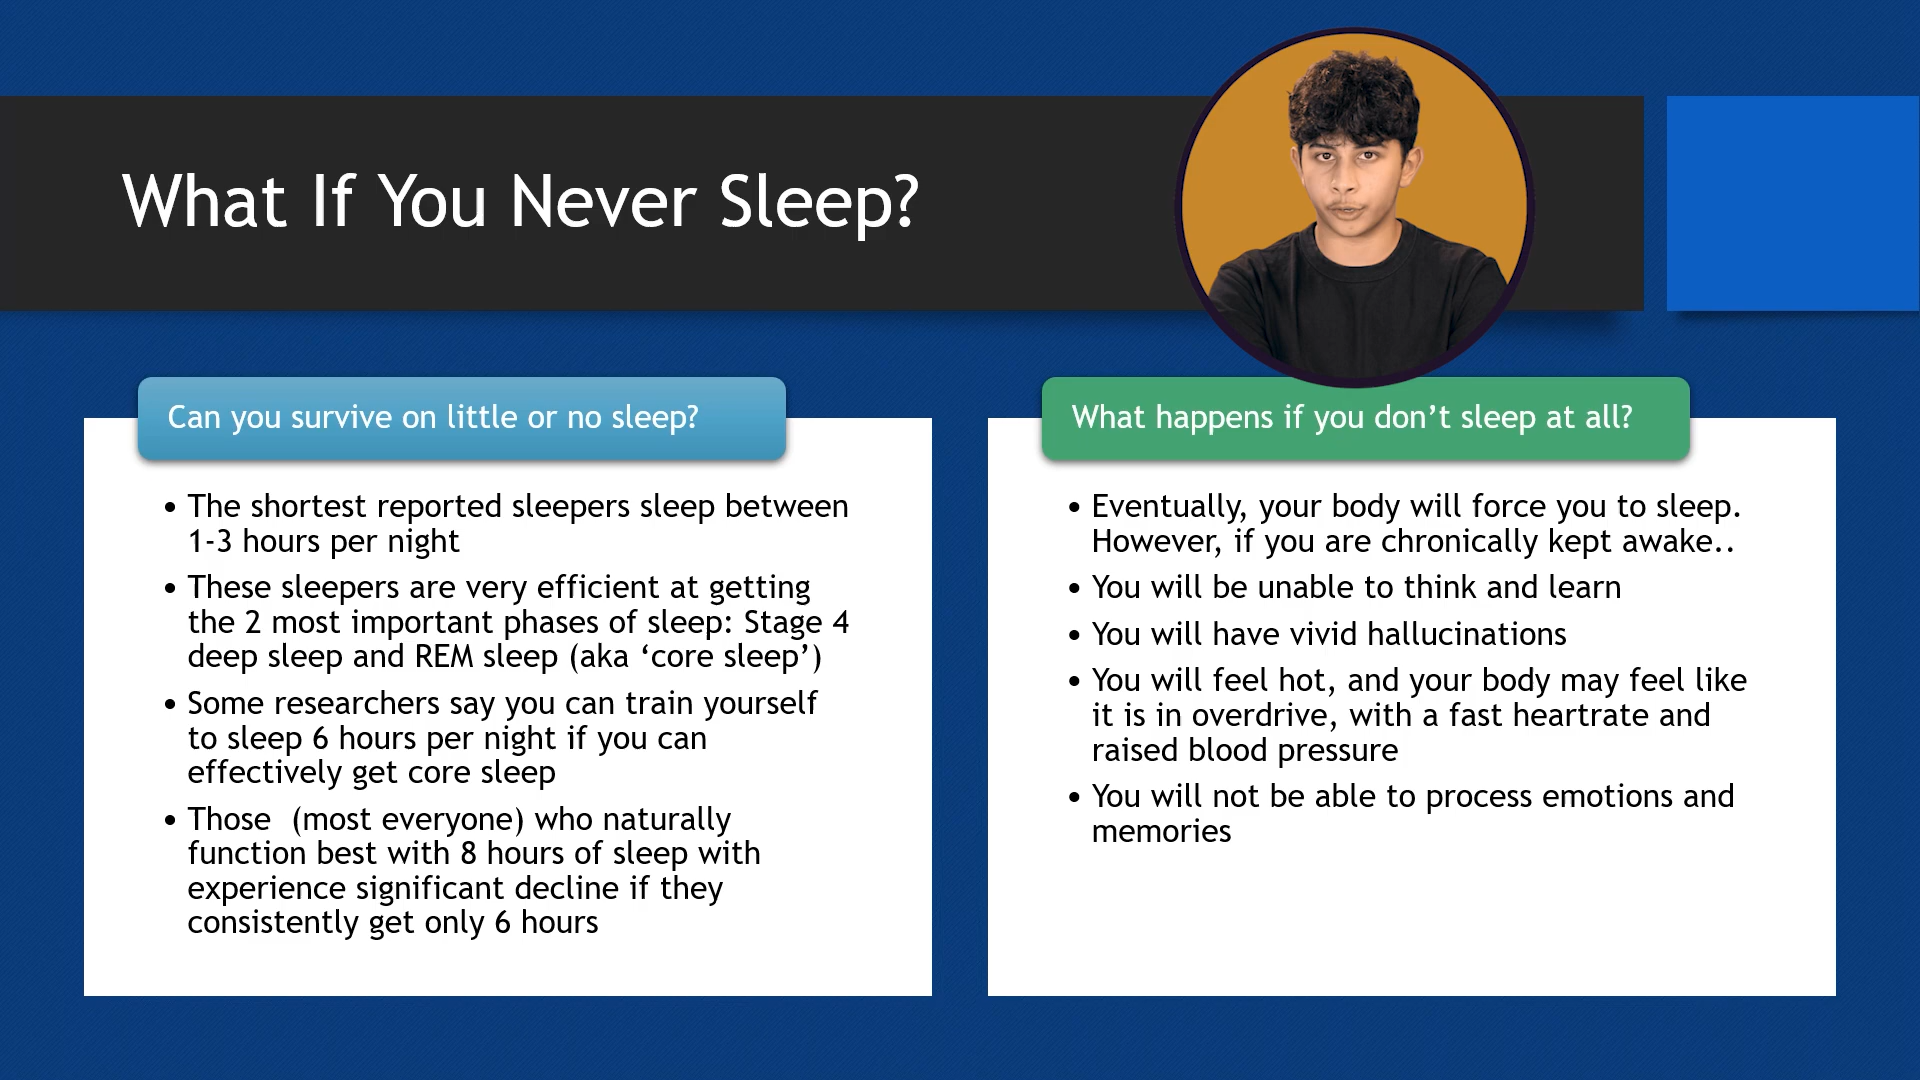 What If You Never Sleep?
Can you survive on little or no sleep?
• The shortest reported sleepers sleep between
1-3 hours per night
• These sleepers are very efficient at getting
the 2 most important phases of sleep: Stage 4
deep sleep and REM sleep (aka ‘core sleep’)
• Some researchers say you can train yourself
to sleep 6 hours per night if you can
effectively get core sleep
• Those  (most everyone) who naturally
function best with 8 hours of sleep with
experience significant decline if they
consistently get only 6 hours
What happens if you don’t sleep at all?
• Eventually, your body will force you to sleep.
However, if you are chronically kept awake..
• You will be unable to think and learn
• You will have vivid hallucinations
• You will feel hot, and your body may feel like
it is in overdrive, with a fast heartrate and
raised blood pressure
• You will not be able to process emotions and
memories